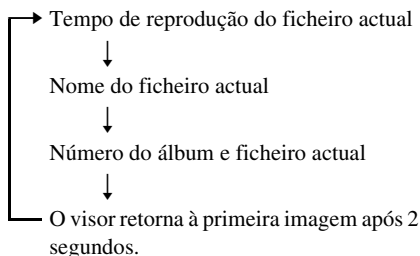 Tempo de reprodução do ficheiro actual
Nome do ficheiro actual
Número do álbum e ficheiro actual
O visor retorna à primeira imagem após 2
segundos.